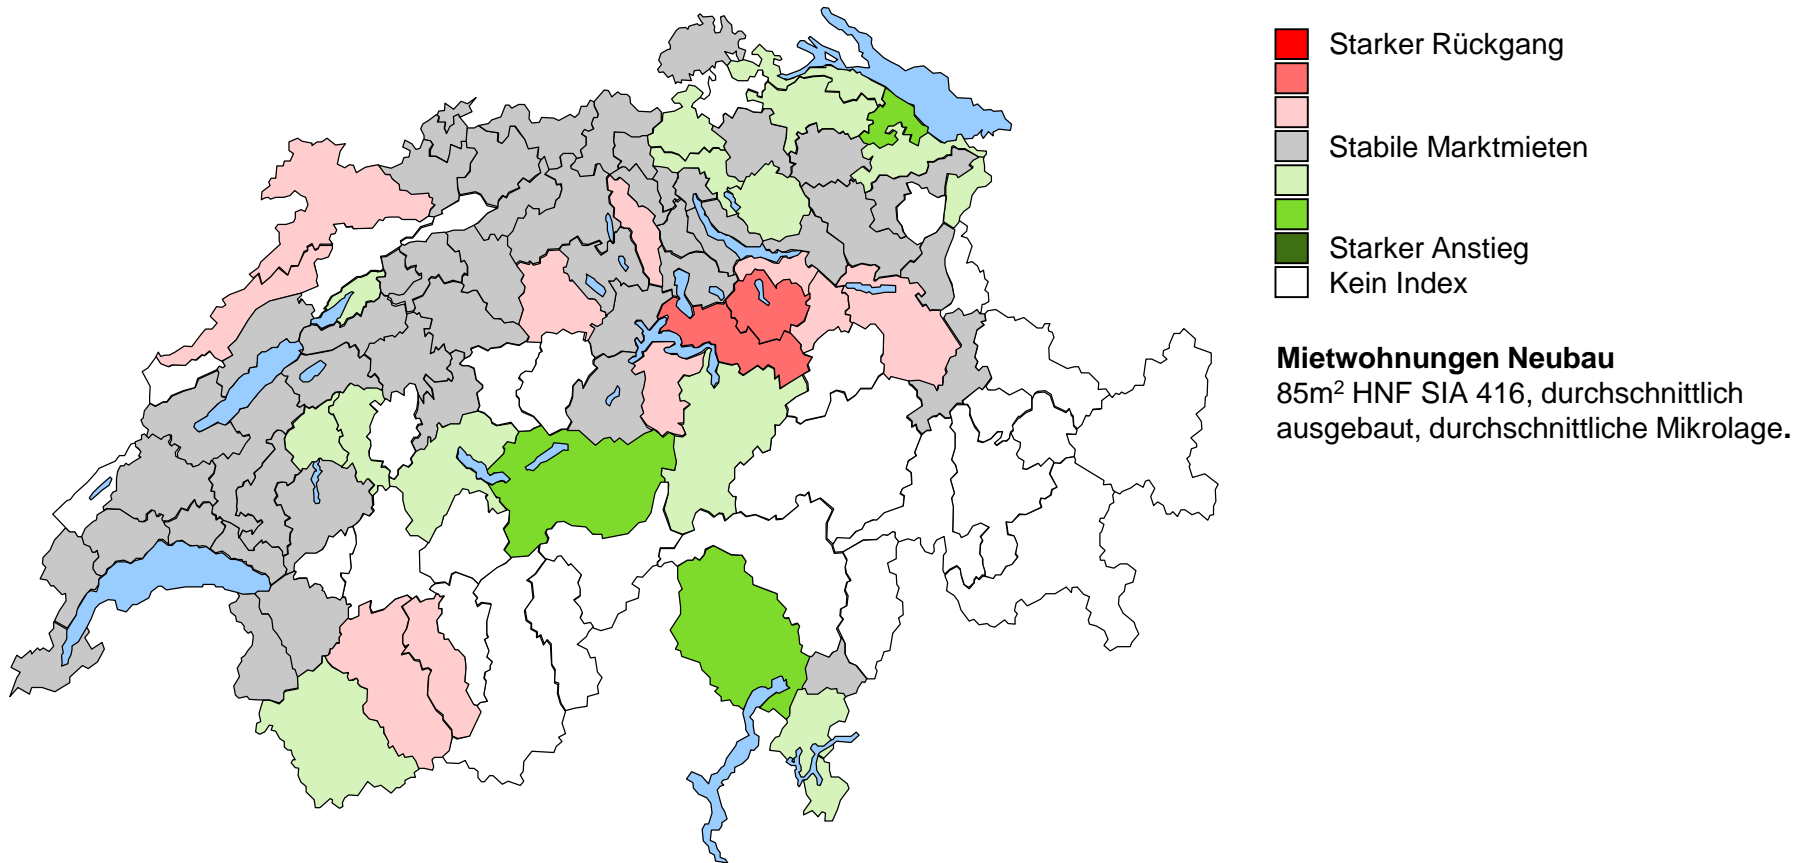 Starker Rückgang
Stabile Marktmieten
Starker Anstieg
Kein Index
Mietwohnungen Neubau
85m² HNF SIA 416, durchschnittlich
ausgebaut, durchschnittliche Mikrolage.